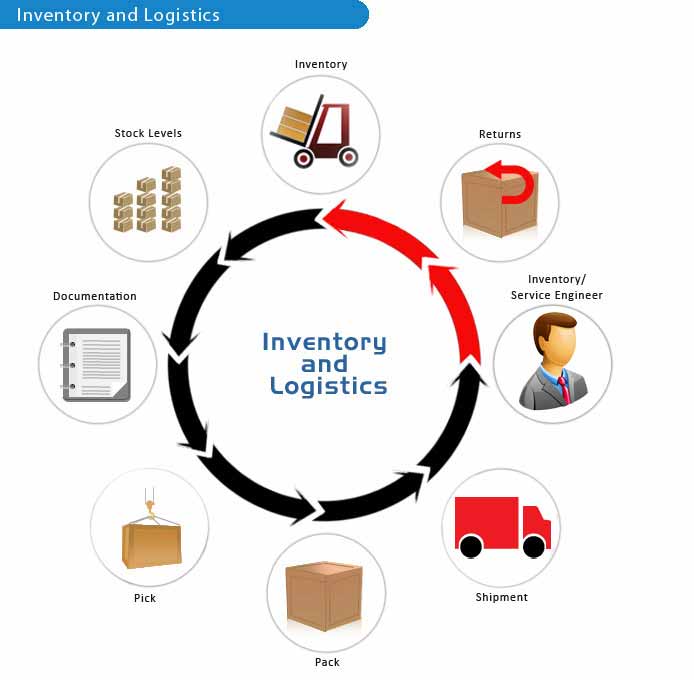 Inventory and Logistics
Inventory
Stock Levels
Returns
Documentation
Inventory/
Service Engineer
Inventory
and
Logistics
Pick
Shipment
Pack